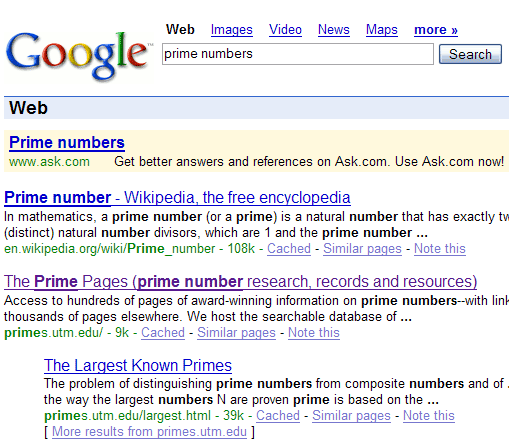 Web Images Video News Maps more »
Google™
prime numbers Search
Web
Prime numbers
www.ask.com Get better answers and references on Ask.com. Use Ask.com now!
Prime number - Wikipedia, the free encyclopedia
In mathematics, a prime number (or a prime) is a natural number that has exactly
(distinct) natural number divisors, which are 1 and the prime number ...
en.wikipedia.org/wiki/Prime_number - 108k - Cached - Similar pages - Note this
The Prime Pages (prime number research, records and resources)
Access to hundreds of pages of award-winning information on prime numbers--with
thousands of pages elsewhere. We host the searchable database of ...
primes.utm.edu/ - 9k - Cached - Similar pages - Note this
The Largest Known Primes
The problem of distinguishing prime numbers from composite numbers and of
the way the largest numbers N are proven prime is based on the ...
primes.utm.edu/largest.html - 39k - Cached - Similar pages - Note this
[ More results from primes.utm.edu ]